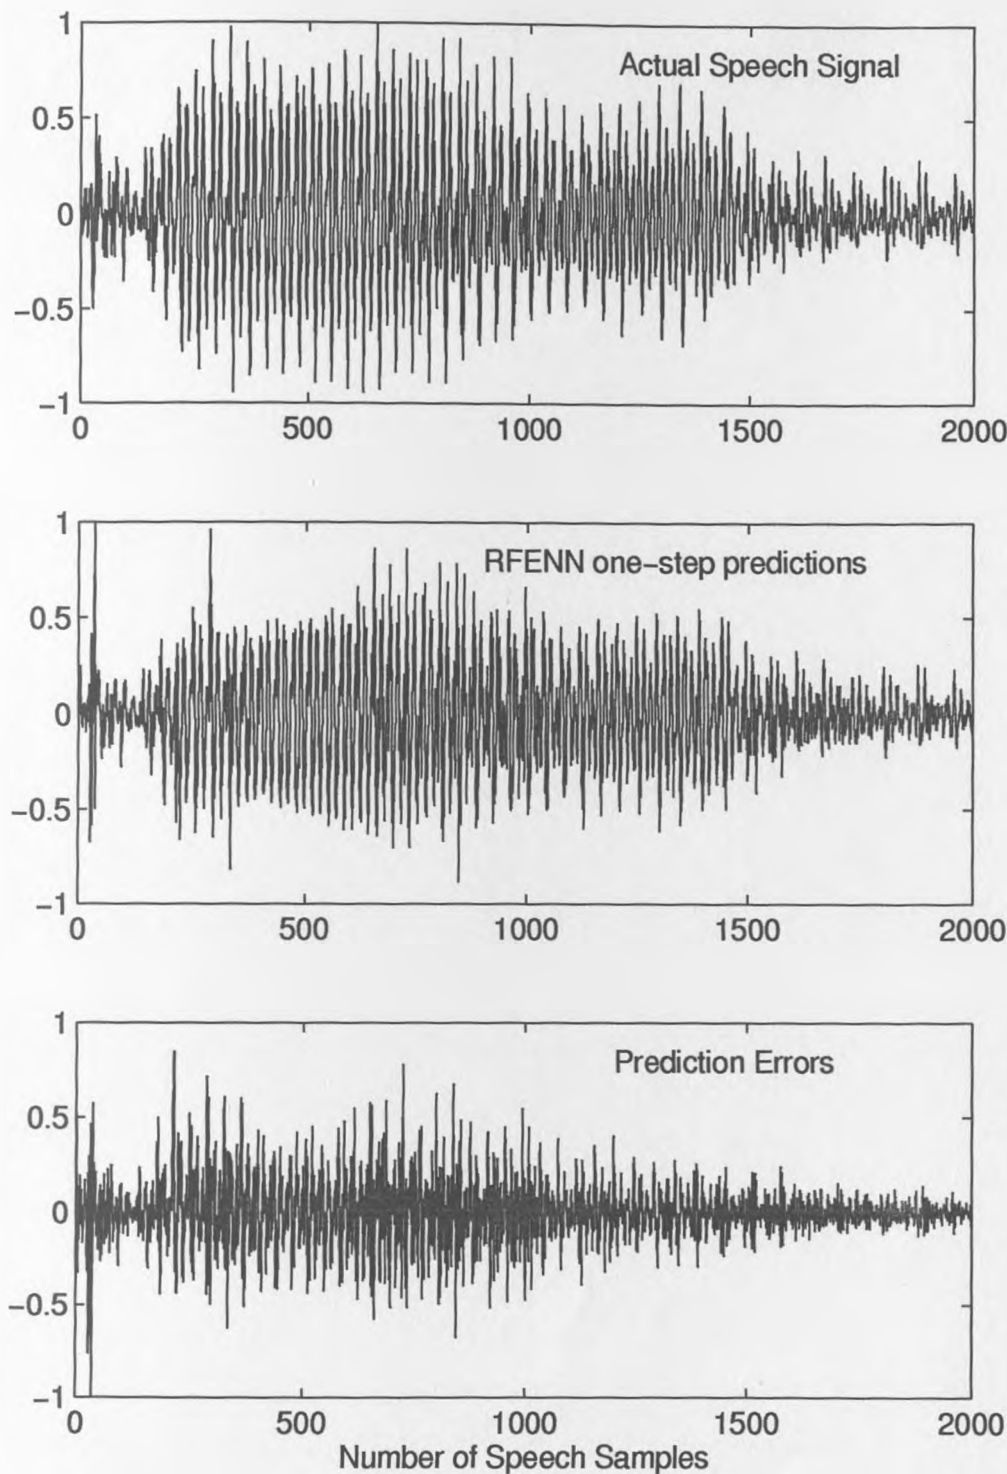 1
Actual Speech Signal
0.5
0
−0.5
−1
0 500 1000 1500 2000
1
RFENN one−step predictions
0.5
0
−0.5
−1
0 500 1000 1500 2000
1
Prediction Errors
0.5
0
−0.5
−1
0 500 1000 1500 2000
Number of Speech Samples